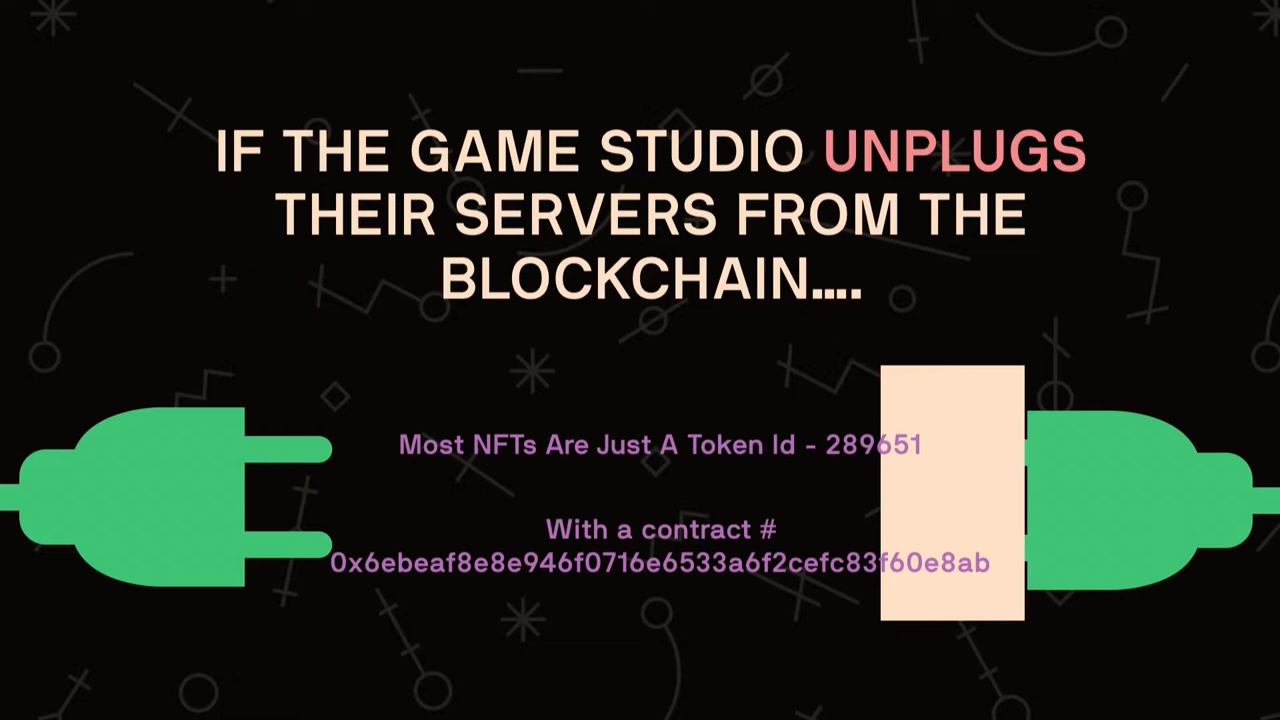 IF THE GAME STUDIO UNPLUGS
THEIR SERVERS FROM THE
BLOCKCHAIN....
Most NFTs Are Just A Token Id - 289651
With a contract #
0x6ebeaf8e8e946f0716e6533a6f2cefc83f60e8ab